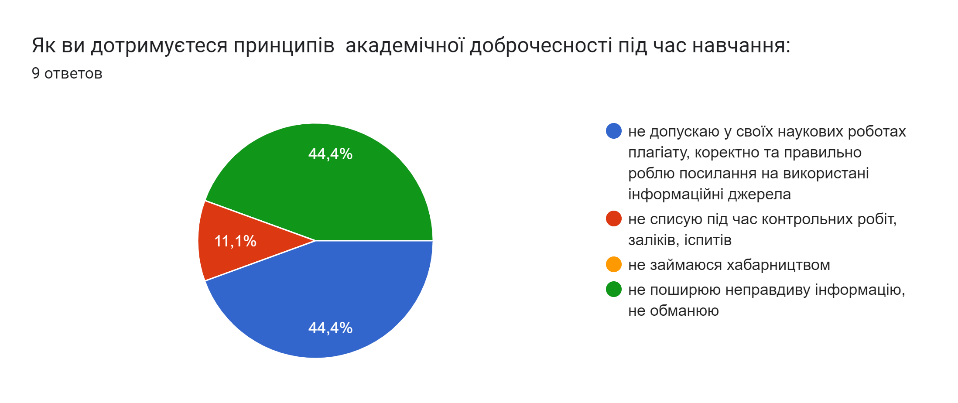 Як ви дотримуєтеся принципів  академічної доброчесності під час навчання:
9 ответов
44,4%
11,1%
44,4%
не допускаю у своїх наукових роботах
плагіату, коректно та правильно
роблю посилання на використані
інформаційні джерела
не списую під час контрольних робіт,
заліків, іспитів
не займаюся хабарництвом
не поширюю неправдиву інформацію,
не обманюю